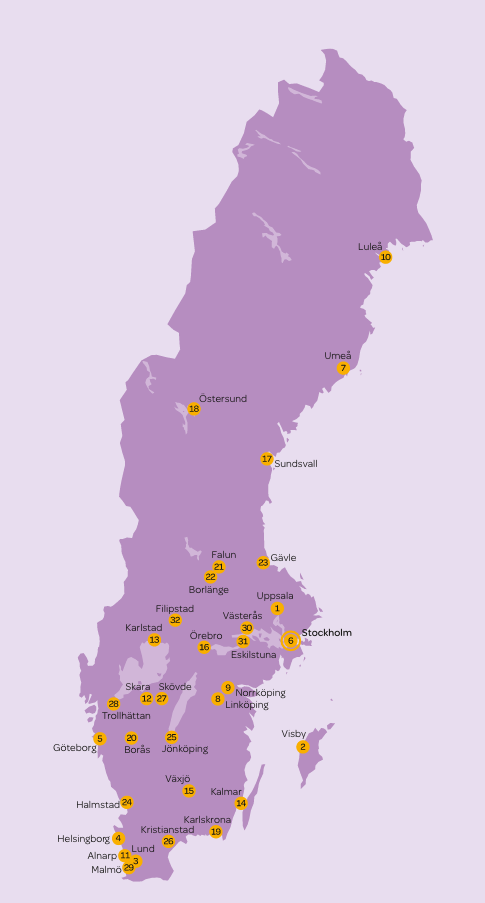 Luleå
10
Umeå
7
Östersund
18
17
Sundsvall
Falun
21
22
Borlänge
23
Gävle
Uppsala
1
Filipstad
32
Västerås
30
Stockholm
6
Karlstad
13
Örebro
16
31
Eskilstuna
Skara
12
Skövde
27
9
Norrköping
8
Linköping
28
Trollhättan
5
Göteborg
20
Borås
25
Jönköping
Visby
2
Växjö
15
Kalmar
14
Halmstad
24
Karlskrona
19
Kristianstad
26
Helsingborg
4
Lund
3
Alnarp
11
Malmö
29